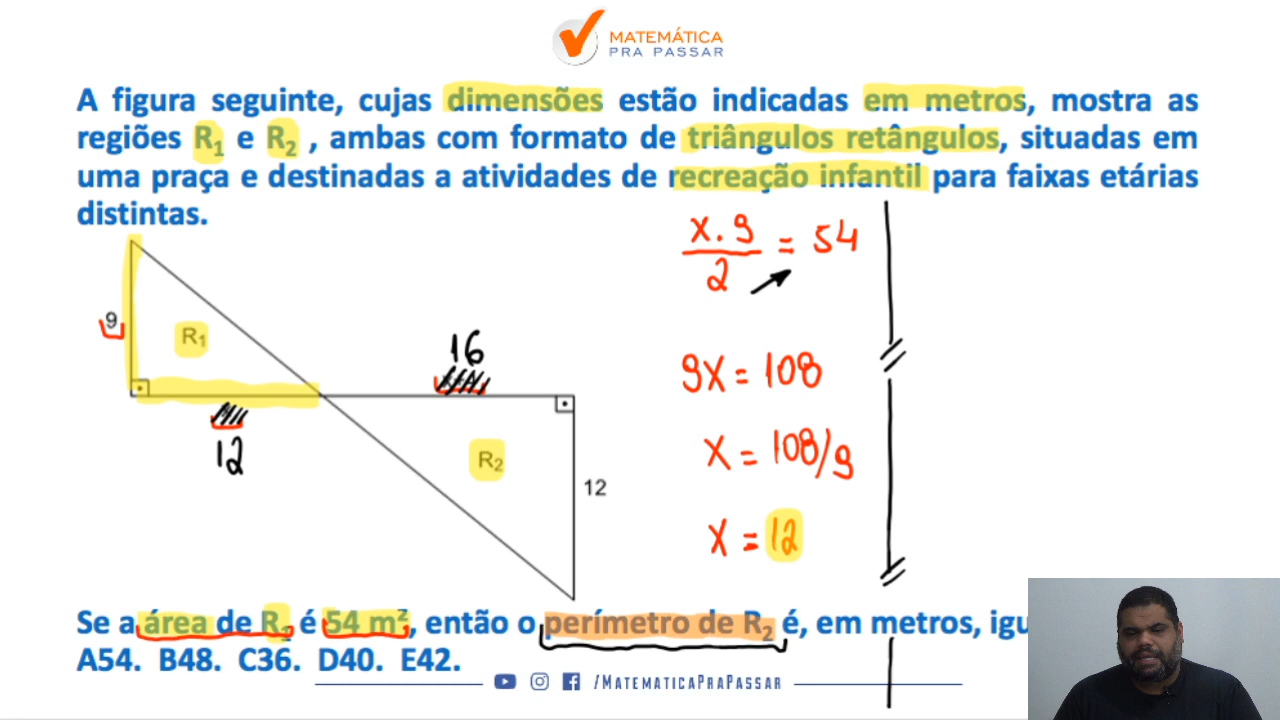 MATEMÁTICA
PRA PASSAR
A figura seguinte, cujas dimensões estão indicadas em metros, mostra as
regiões R₁ e R₂ , ambas com formato de triângulos retângulos, situadas em
uma praça e destinadas a atividades de recreação infantil para faixas etárias
distintas.
x . 9
2
= 54
9
R₁
16
12
R₂
12
9x = 108
x = 108/9
x = 12
Se a área de R₁ é 54 m², então o perímetro de R₂ é, em metros, igu
A54. B48. C36. D40. E42.
/MatematicaPraPassar